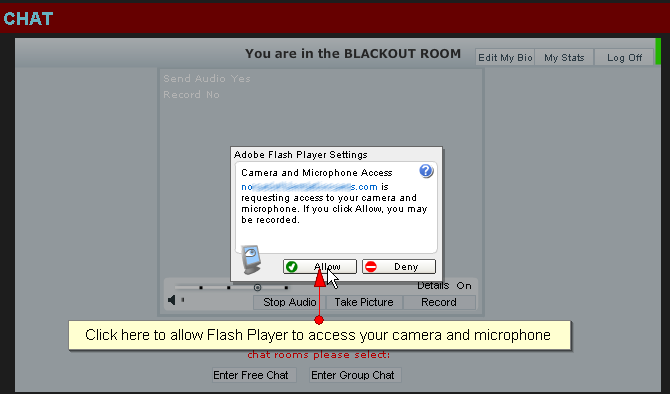 CHAT
You are in the BLACKOUT ROOM
Edit My Bio
My Stats
Log Off
Send Audio Yes
Record No
Adobe Flash Player Settings
Camera and Microphone Access
s.com is
requesting access to your camera and
microphone. If you click Allow, you may
be recorded.
Allow
Deny
Details On
Stop Audio
Take Picture
Record
Click here to allow Flash Player to access your camera and microphone
chat rooms please select:
Enter Free Chat
Enter Group Chat